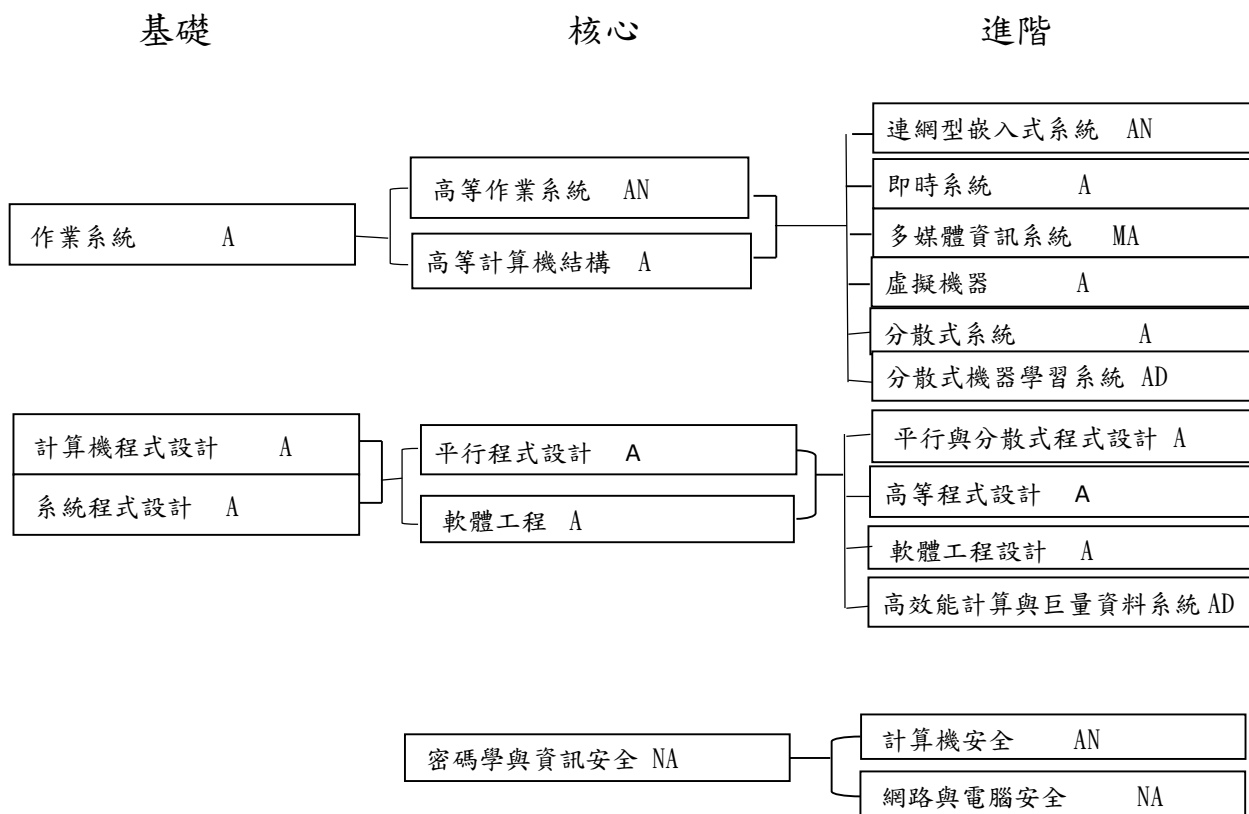 基礎 核心 進階
連網型嵌入式系統 AN
高等作業系統 AN
即時系統 A
作業系統 A
多媒體資訊系統 MA
高等計算機結構 A
虛擬機器 A
分散式系統 A
分散式機器學習系統 AD
計算機程式設計 A
平行程式設計 A
平行與分散式程式設計 A
系統程式設計 A
高等程式設計 A
軟體工程 A
軟體工程設計 A
高效能計算與巨量資料系統 AD
計算機安全 AN
密碼學與資訊安全 NA
網路與電腦安全 NA